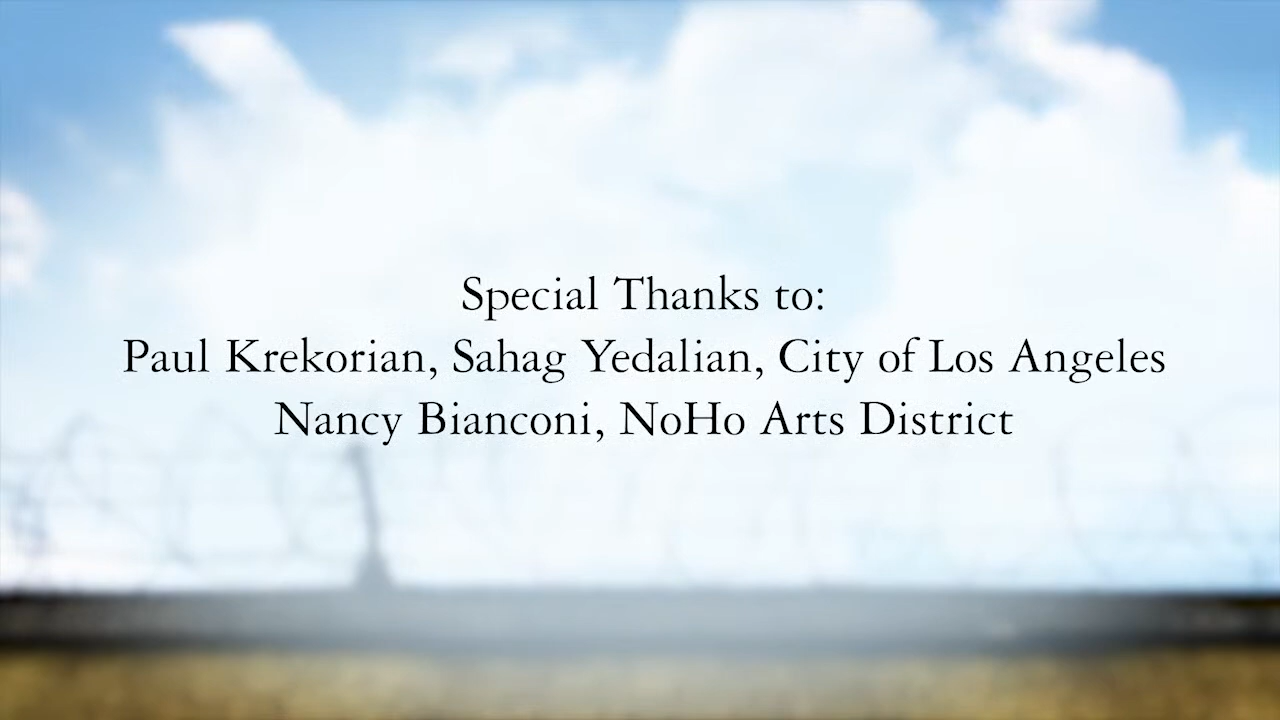 Special Thanks to:
Paul Krekorian, Sahag Yedalian, City of Los Angeles
Nancy Bianconi, NoHo Arts District